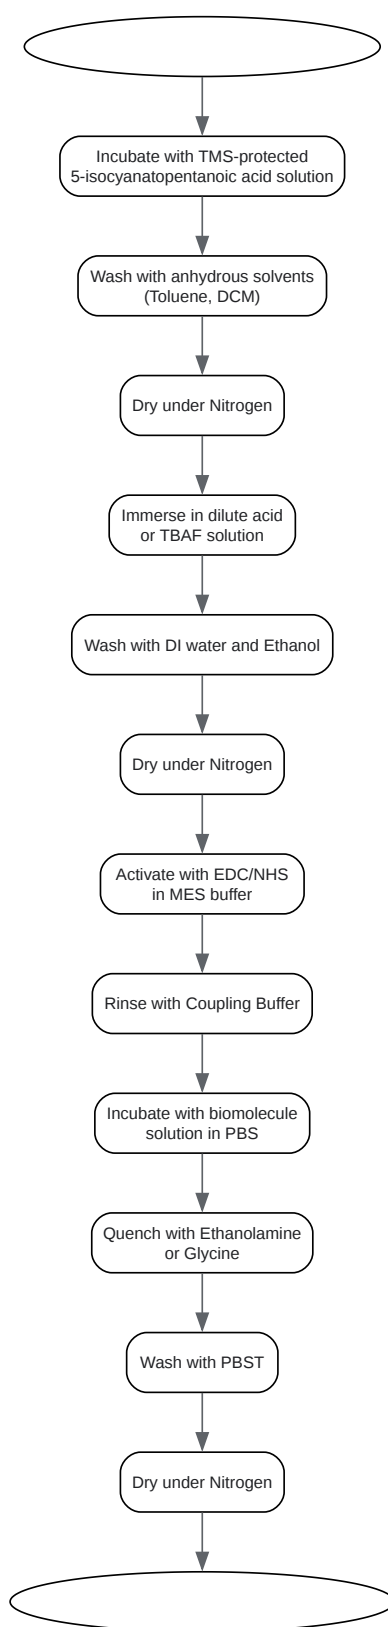 Incubate with TMS-protected
5-isocyanatopentanoic acid solution
Wash with anhydrous solvents
(Toluene, DCM)
Dry under Nitrogen
Immerse in dilute acid
or TBAF solution
Wash with DI water and Ethanol
Dry under Nitrogen
Activate with EDC/NHS
in MES buffer
Rinse with Coupling Buffer
Incubate with biomolecule
solution in PBS
Quench with Ethanolamine
or Glycine
Wash with PBST
Dry under Nitrogen